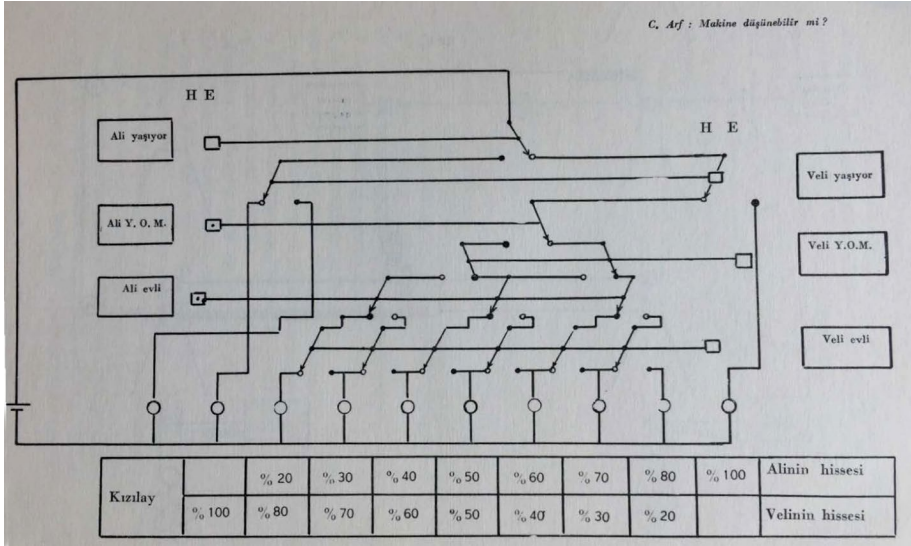 C. Arf : Makine düşünebilir mi ?
H E
H E
Ali yaşıyor
Veli yaşıyor
Ali Y. O. M.
Veli Y.O.M.
Ali evli
Veli evli
Kızılay
% 20 % 30 % 40 % 50 % 60 % 70 % 80 % 100 Alinin hissesi
% 100 % 80 % 70 % 60 % 50 % 40 % 30 % 20 Velinin hissesi